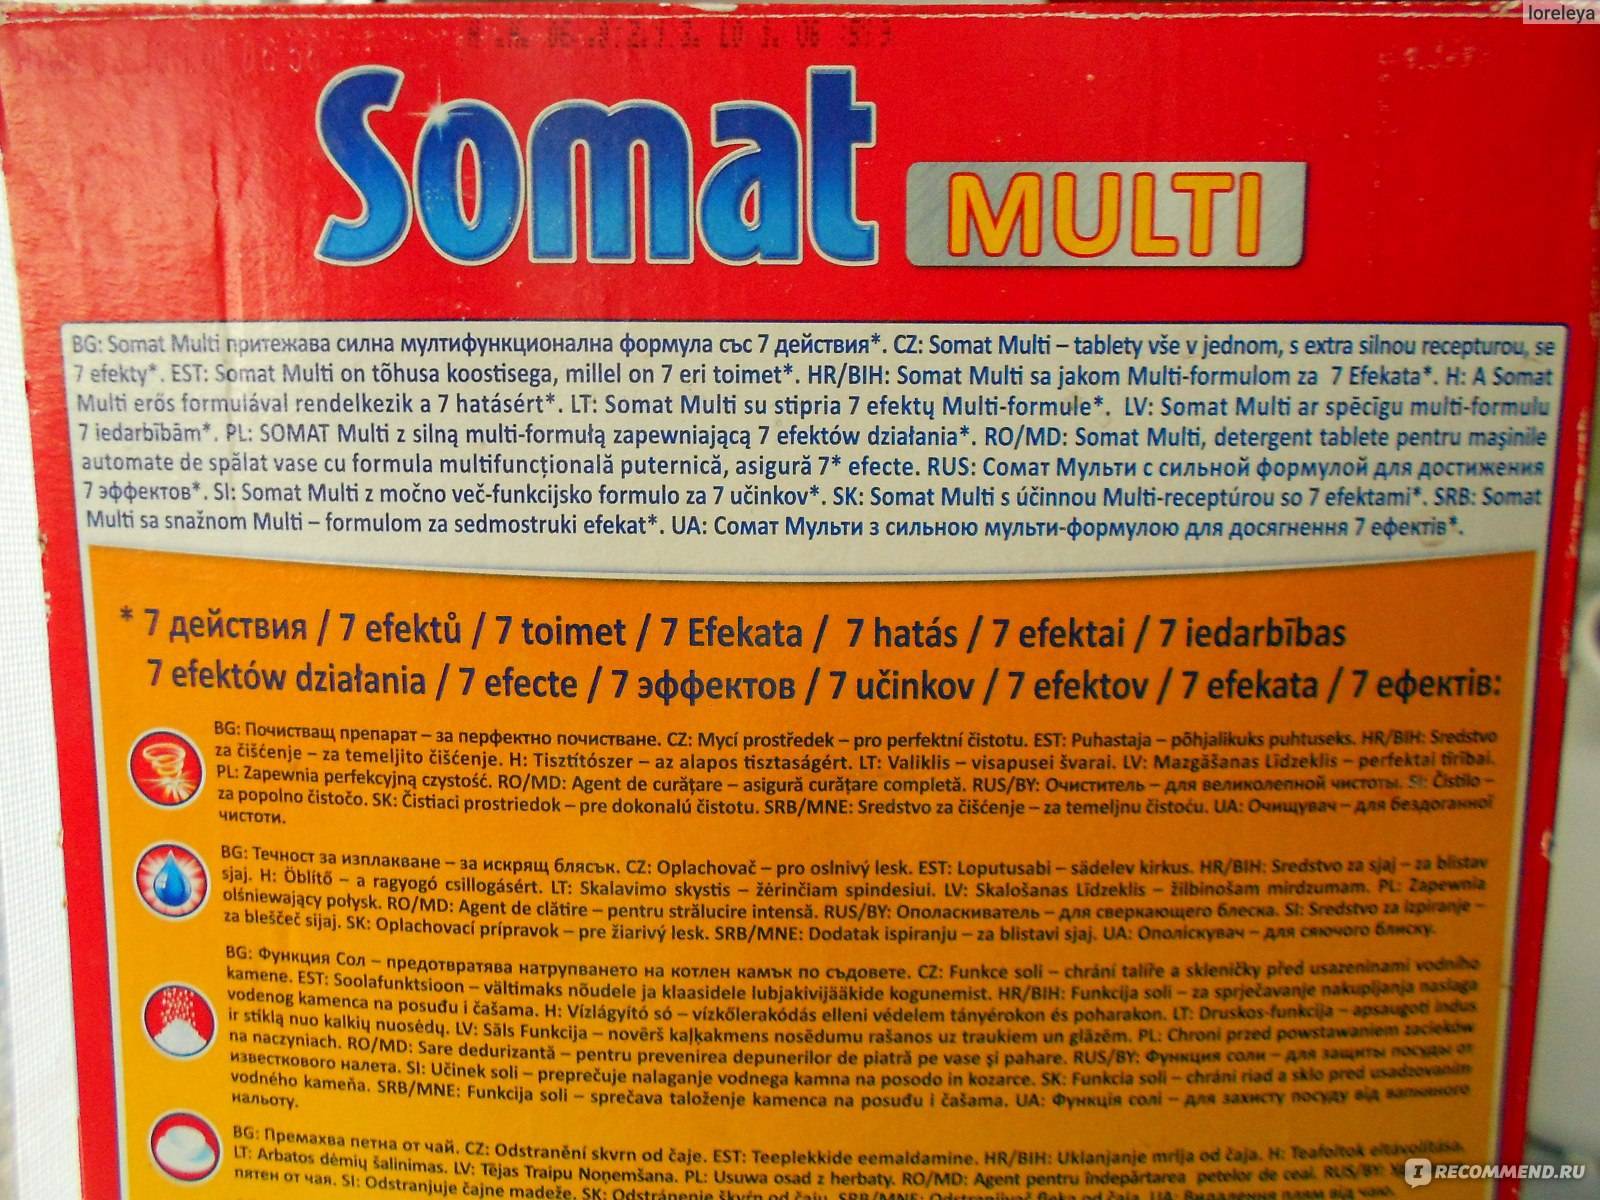 loreleya
Somat
MULTI
BG: Somat Multi притежава силна мултифункционална формула със 7 действия*. CZ: Somat Multi – tablety vše v jednom, s extra silnou recepturou, se
7 efekty*. EST: Somat Multi on tõhusa koostisega, millel on 7 eri toimet*. HR/BIH: Somat Multi sa jakom Multi-formulom za 7 Efekata*. H: A Somat
Multi erős formulával rendelkezik a 7 hatásért*. LT: Somat Multi su stipria 7 efektų Multi-formule*. LV: Somat Multi ar spēcīgu multi-formulu
7 iedarbībām*. PL: SOMAT Multi z silną multi-formułą zapewniającą 7 efektów działania*. RO/MD: Somat Multi, detergent tablete pentru maşinile
automate de spălat vase cu formula multifuncţională puternică, asigură 7* efecte. RUS: Сомат Мульти с сильной формулой для достижения
7 эффектов*. SI: Somat Multi z močno več-funkcijsko formulo za 7 učinkov*. SK: Somat Multi s účinnou Multi-receptúrou so 7 efektami*. SRB: Somat
Multi sa snažnom Multi – formulom za sedmostruki efekat*. UA: Сомат Мульти з сильною мульти-формулою для досягнення 7 ефектів*.
* 7 действия / 7 efektů / 7 toimet / 7 Efekata / 7 hatás / 7 efektai / 7 iedarbības
7 efektów działania / 7 efecte / 7 эффектов / 7 učinkov / 7 efektov / 7 efekata / 7 ефектів:
BG: Почистващ препарат – за перфектно почистване. CZ: Mycí prostředek – pro perfektní čistotu. EST: Puhastaja – põhjalikuks puhtuseks. HR/BIH: Sredstvo
za čišćenje – za temeljito čišćenje. H: Tisztítószer – az alapos tisztaságért. LT: Valiklis – visapusei švarai. LV: Mazgāšanas Līdzeklis – perfektai tīrībai.
PL: Zapewnia perfekcyjną czystość. RO/MD: Agent de curăţare – asigură curăţare completă. RUS/BY: Очиститель – для великолепной чистоты. SI: Čistilo –
za popolno čistočo. SK: Čistiaci prostriedok – pre dokonalú čistotu. SRB/MNE: Sredstvo za čišćenje – za temeljnu čistoću. UA: Очищувач – для бездоганної
чистоти.
BG: Течност за изплакване – за искрящ блясък. CZ: Oplachovač – pro oslnivý lesk. EST: Loputusabi – särelev kirkus. HR/BIH: Sredstvo za sjaj – za blistav
sjaj. H: Öblítő – a ragyogó csillogásért. LT: Skalavimo skystis – žėrinčiam spindesiui. LV: Skalošanas Līdzeklis – žilbinošam mirdzumam. PL: Zapewnia
olśniewający połysk. RO/MD: Agent de clătire – pentru strălucire intensă. RUS/BY: Ополаскиватель – для сверкающего блеска. SI: Sredstvo za izpiranje –
za bleščeč sijaj. SK: Oplachovací prípravok – pre žiarivý lesk. SRB/MNE: Dodatak ispiranju – za blistavi sjaj. UA: Ополіскувач – для сяючого блиску.
BG: Функция Сол – предотвратява натрупването на котлен камък по съдовете. CZ: Funkce soli – chrání talíře a skleničky před usazeninami vodního
kamene. EST: Soolafunktsioon – vältimaks nõudele ja klaasidele lubjakivijääkide kogunemist. HR/BIH: Funkcija soli – za sprječavanje nakupljanja naslaga
vodenog kamenca na posuđu i čašama. H: Vízlágyító só – vízkőlerakódás elleni védelem tányérokon és poharakon. LT: Druskos-funkcija – apsaugoti indus
ir stiklą nuo kalkių nuosėdų. LV: Sāls Funkcija – novērš kaļķakmens nosēdumu rašanos uz traukiem un glāzēm. PL: Chroni przed powstawaniem zacieków
na naczyniach. RO/MD: Sare dedurizantă – pentru prevenirea depunerilor de piatră pe vase şi pahare. RUS/BY: Функция соли – для защиты посуды от
известкового налета. SI: Učinek soli – preprečuje nalaganje vodnega kamna na posodo in kozarce. SK: Funkcia soli – chráni riad a sklo pred usadzovaním
vodného kameňa. SRB/MNE: Funkcija soli – sprečava taloženje kamenca na posuđu i čašama. UA: Функція солі – для захисту посуду від вапняного
нальоту.
BG: Премахва петна от чай. CZ: Odstranění skvrn od čaje. EST: Teeplekkide eemaldamine. HR/BIH: Uklanjanje mrlja od čaja. H: Teafoltok eltávolítása.
LT: Arbatos dėmių šalinimas. LV: Tējas Traipu Noņemšana. PL: Usuwa osad z herbaty. RO/MD: Agent pentru îndepărtarea petelor de ceai. RUS/BY:
пятен от чая. SI: Odstranjuje čajne madeže. SK: Odstránenie škvrn od čaju. SRB/MNE: Odstranjivač fleka od čaja. UA: Видалення плям від чаю.
IRECOMMEND.RU